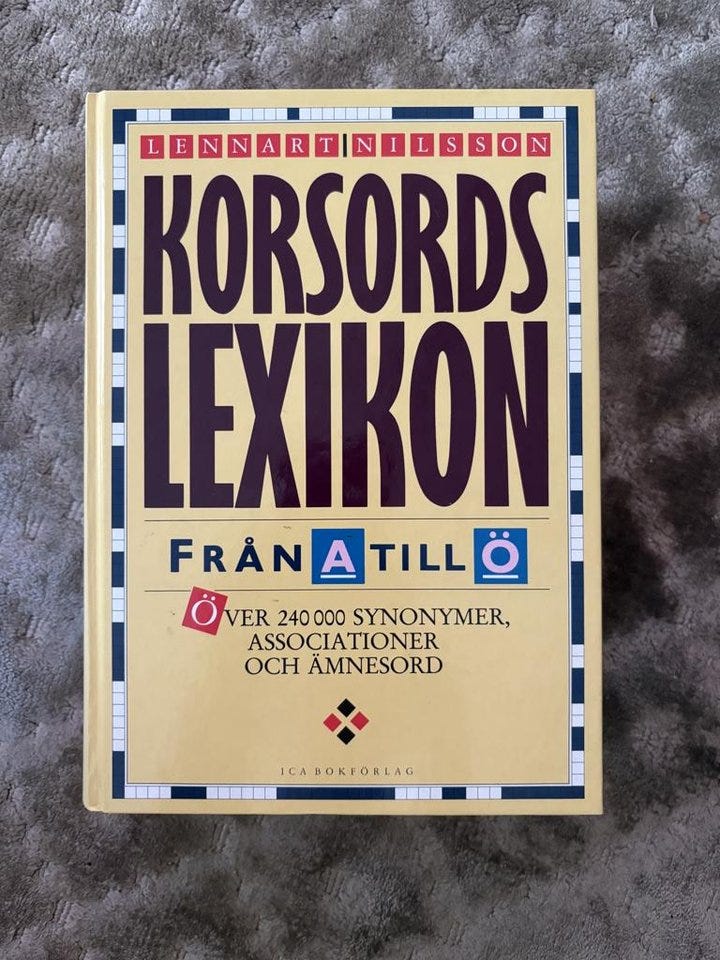 LENNART NILSSON
KORSORDS
LEXIKON
FRÅN A TILL Ö
ÖVER 240 000 SYNONYMER,
ASSOCIATIONER
OCH ÄMNESORD
ICA BOKFÖRLAG